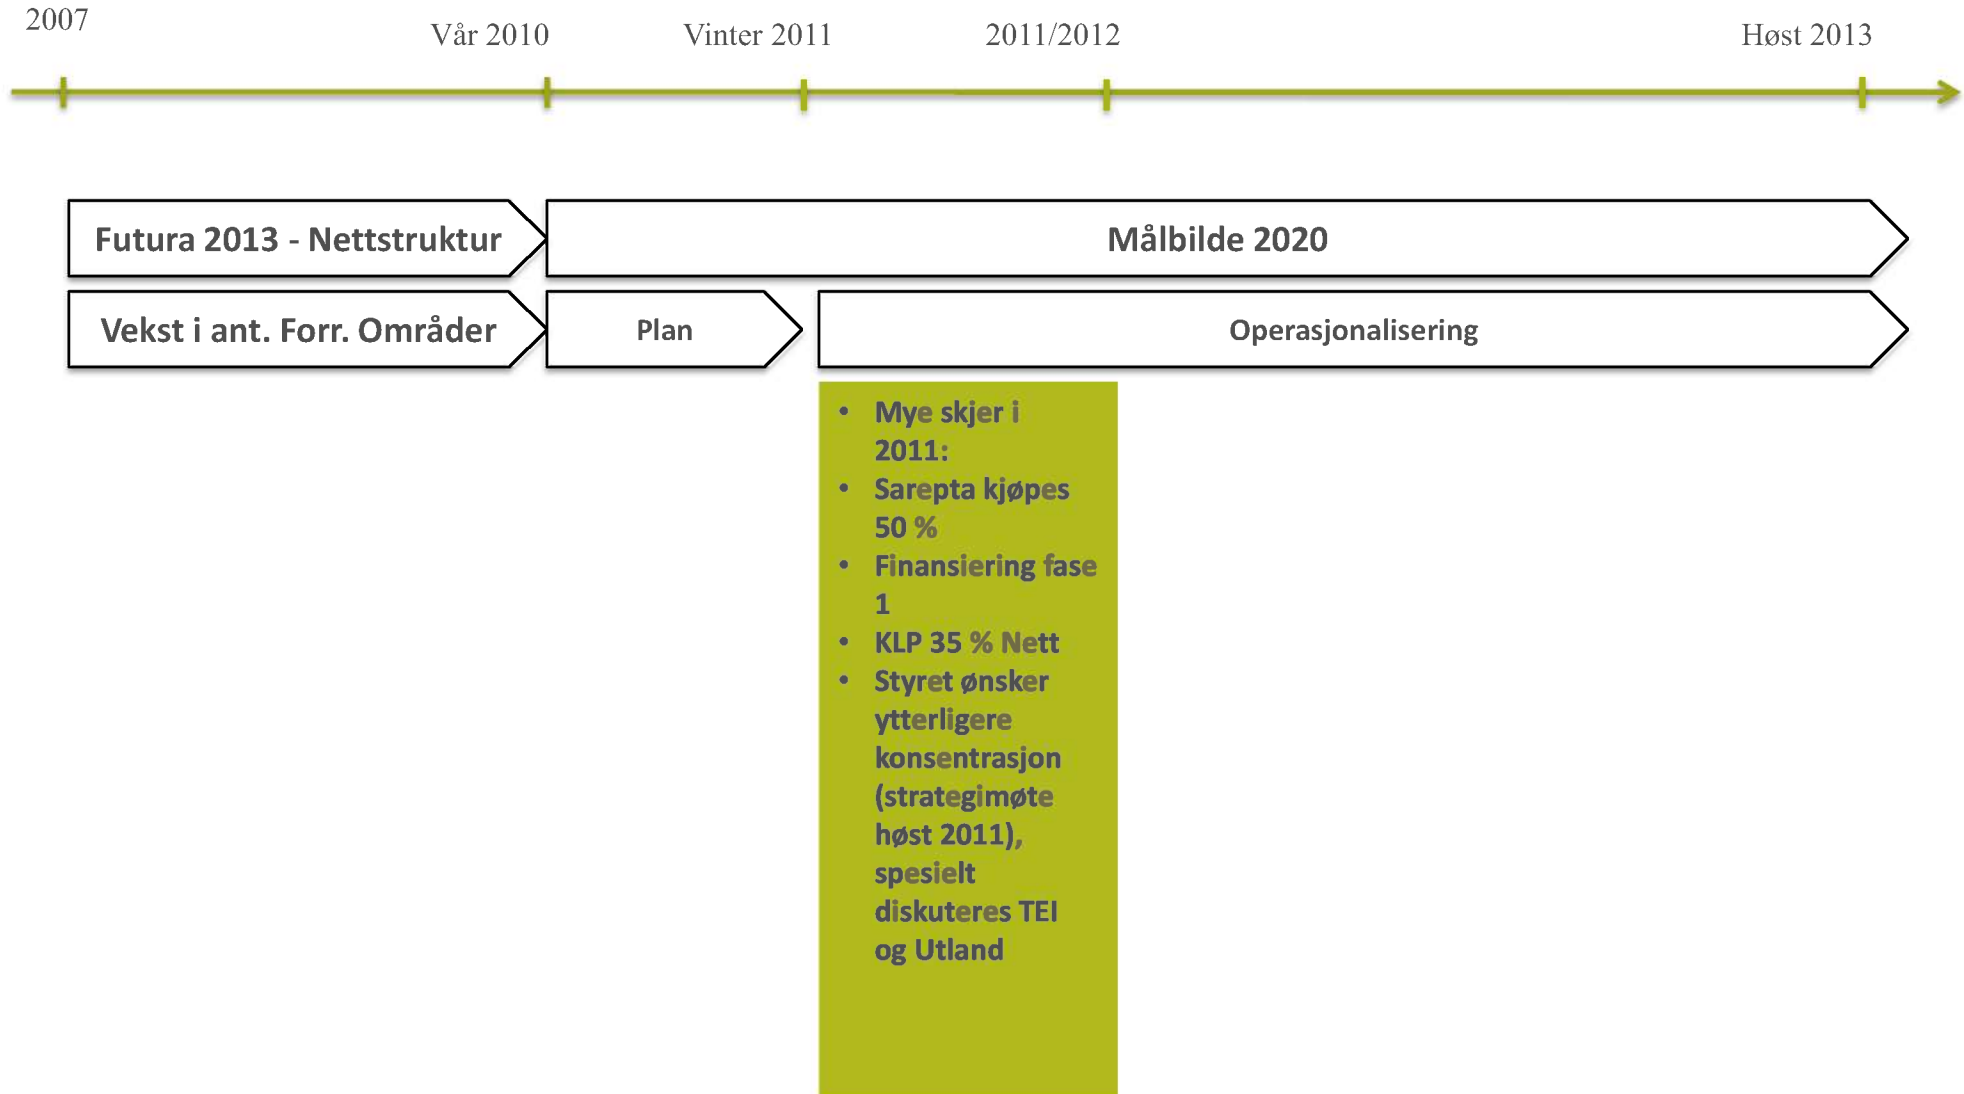 2007
Vår 2010
Vinter 2011
2011/2012
Høst 2013
Futura 2013 - Nettstruktur
Målbilde 2020
Vekst i ant. Forr. Områder
Plan
Operasjonalisering
• Mye skjer i
2011:
• Sarepta kjøpes
50 %
• Finansiering fase
1
• KLP 35 % Nett
• Styret ønsker
ytterligere
konsentrasjon
(strategimøte
høst 2011),
spesielt
diskuteres TEI
og Utland